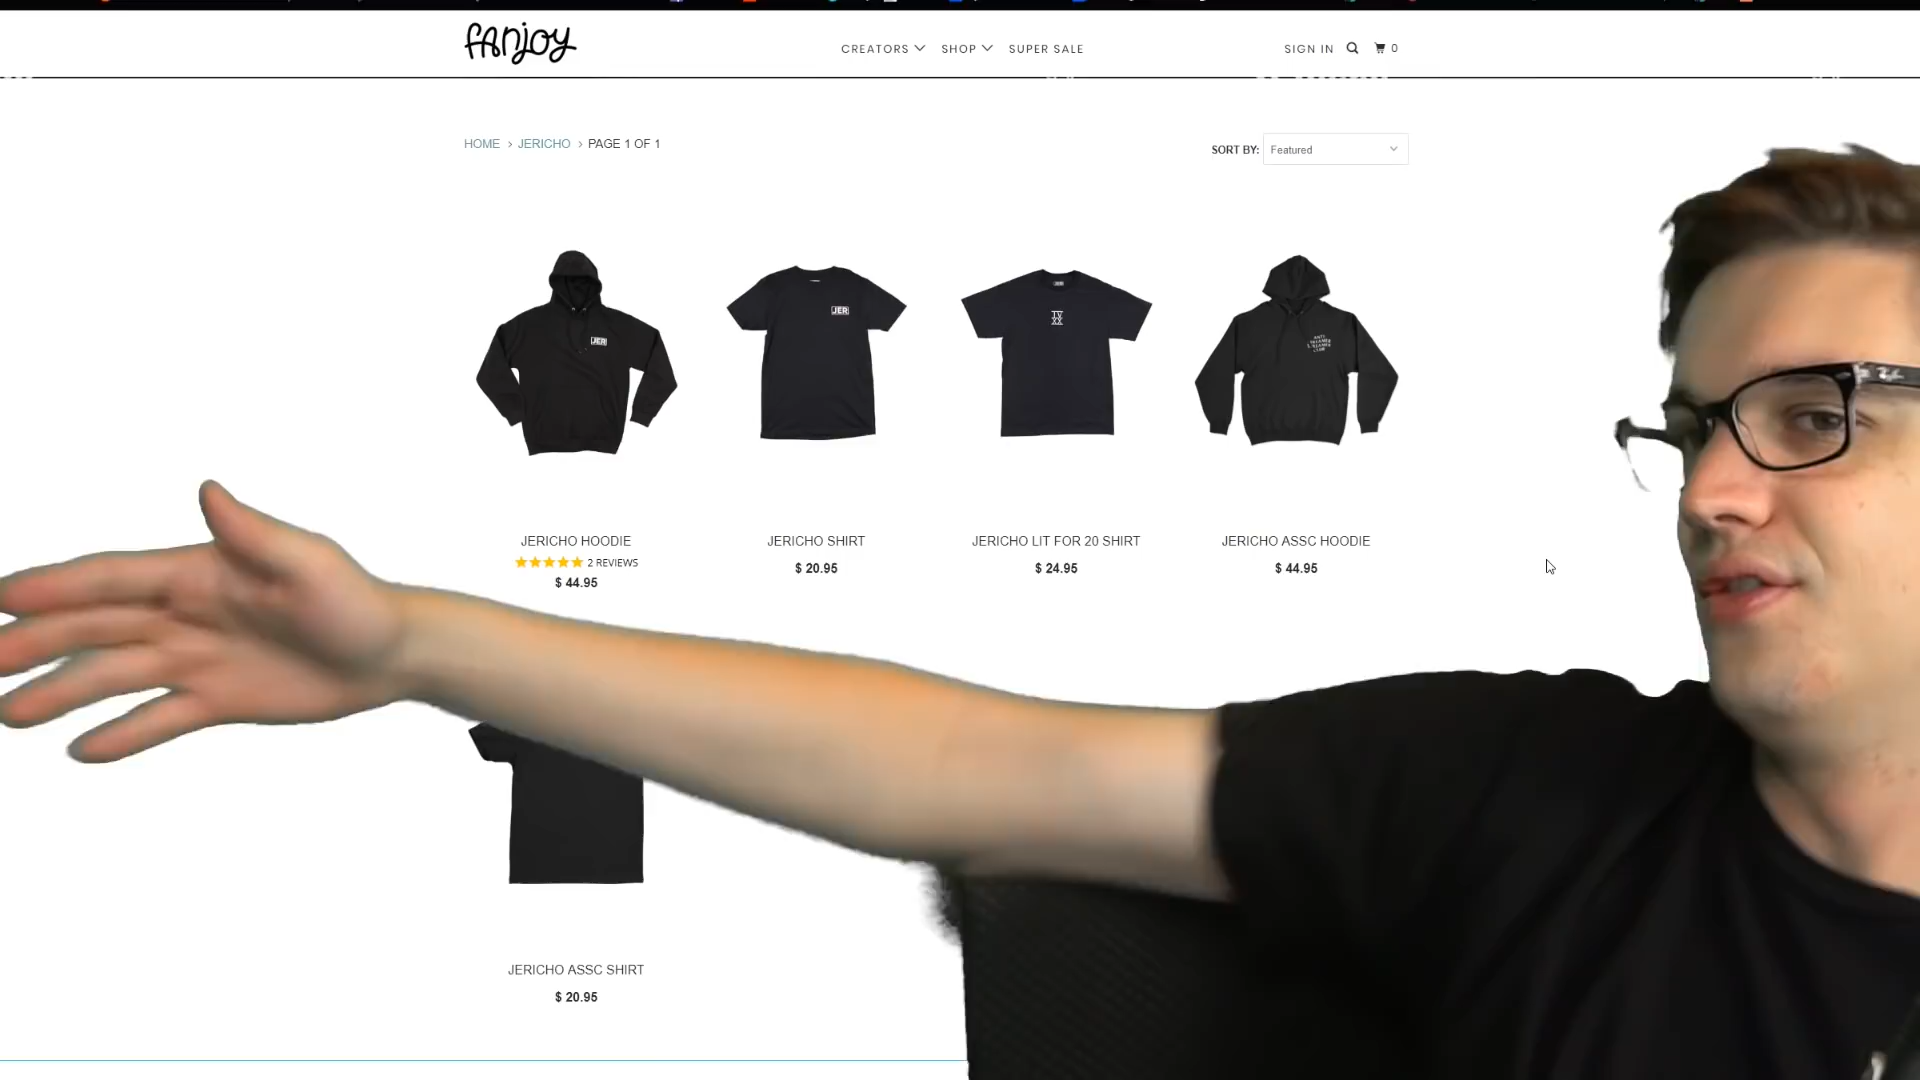 fanjoy
CREATORS SHOP SUPER SALE
SIGN IN 0
HOME › JERICHO › PAGE 1 OF 1
SORT BY: Featured
JER
JER
JERICHO HOODIE
2 REVIEWS
$ 44.95
JERICHO SHIRT
$ 20.95
JERICHO LIT FOR 20 SHIRT
$ 24.95
JERICHO ASSC HOODIE
$ 44.95
JERICHO ASSC SHIRT
$ 20.95